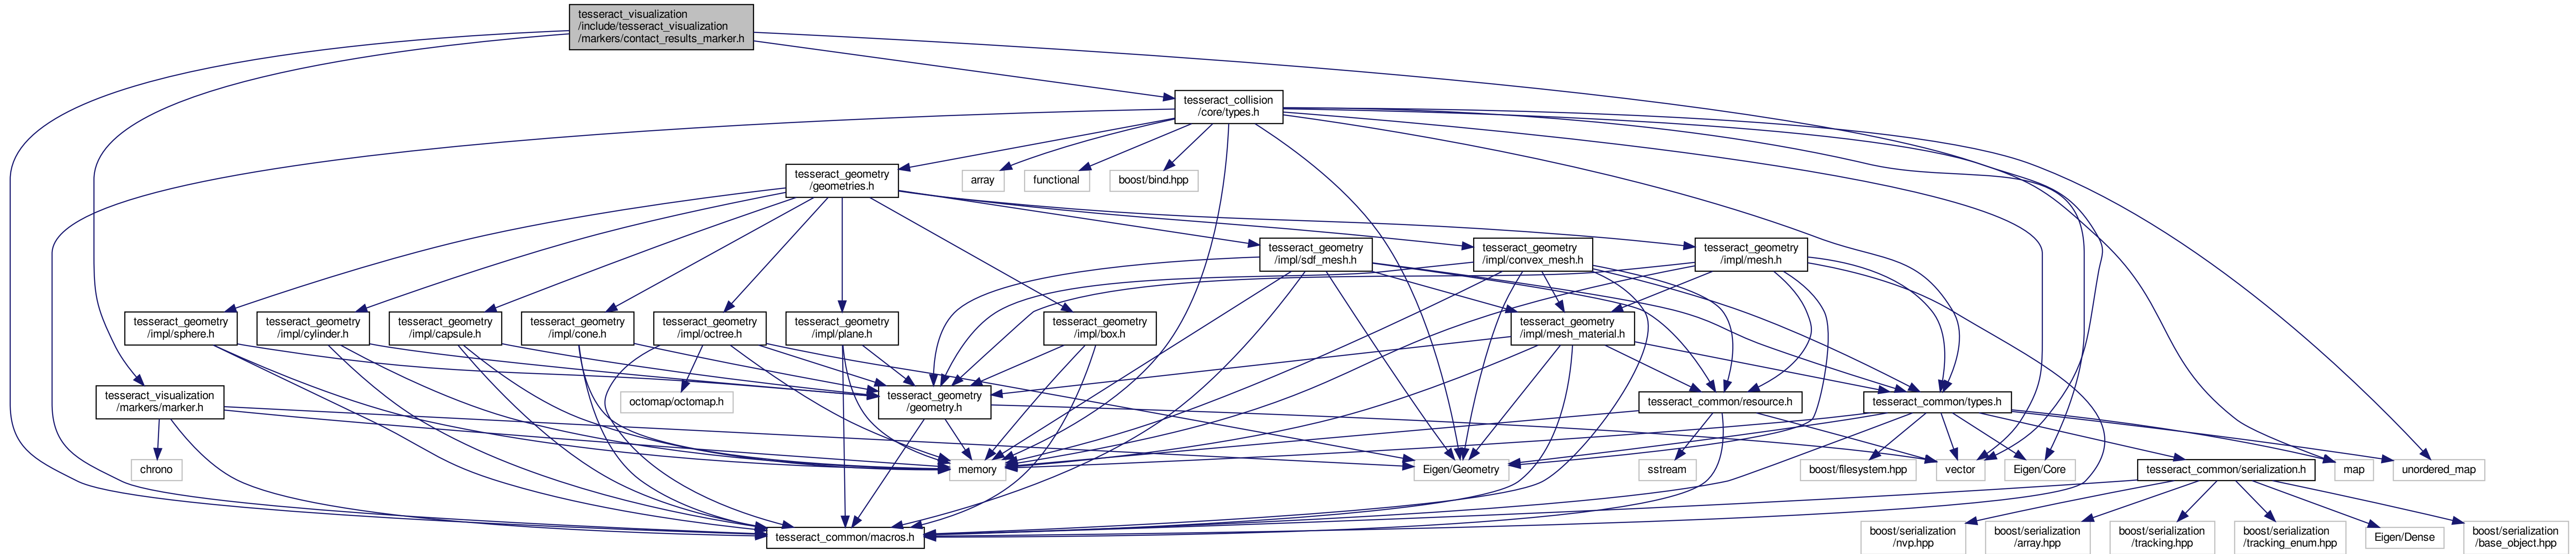 tesseract_visualization
/include/tesseract_visualization
/markers/contact_results_marker.h
tesseract_collision
/core/types.h
tesseract_geometry
/geometries.h
array
functional
boost/bind.hpp
tesseract_geometry
/impl/sdf_mesh.h
tesseract_geometry
/impl/convex_mesh.h
tesseract_geometry
/impl/mesh.h
tesseract_geometry
/impl/sphere.h
tesseract_geometry
/impl/cylinder.h
tesseract_geometry
/impl/capsule.h
tesseract_geometry
/impl/cone.h
tesseract_geometry
/impl/octree.h
tesseract_geometry
/impl/plane.h
tesseract_geometry
/impl/box.h
tesseract_geometry
/impl/mesh_material.h
tesseract_visualization
/markers/marker.h
octomap/octomap.h
tesseract_geometry
/geometry.h
tesseract_common/resource.h
tesseract_common/types.h
chrono
memory
Eigen/Geometry
sstream
boost/filesystem.hpp
vector
Eigen/Core
tesseract_common/serialization.h
map
unordered_map
tesseract_common/macros.h
boost/serialization
/nvp.hpp
boost/serialization
/array.hpp
boost/serialization
/tracking.hpp
boost/serialization
/tracking_enum.hpp
Eigen/Dense
boost/serialization
/base_object.hpp